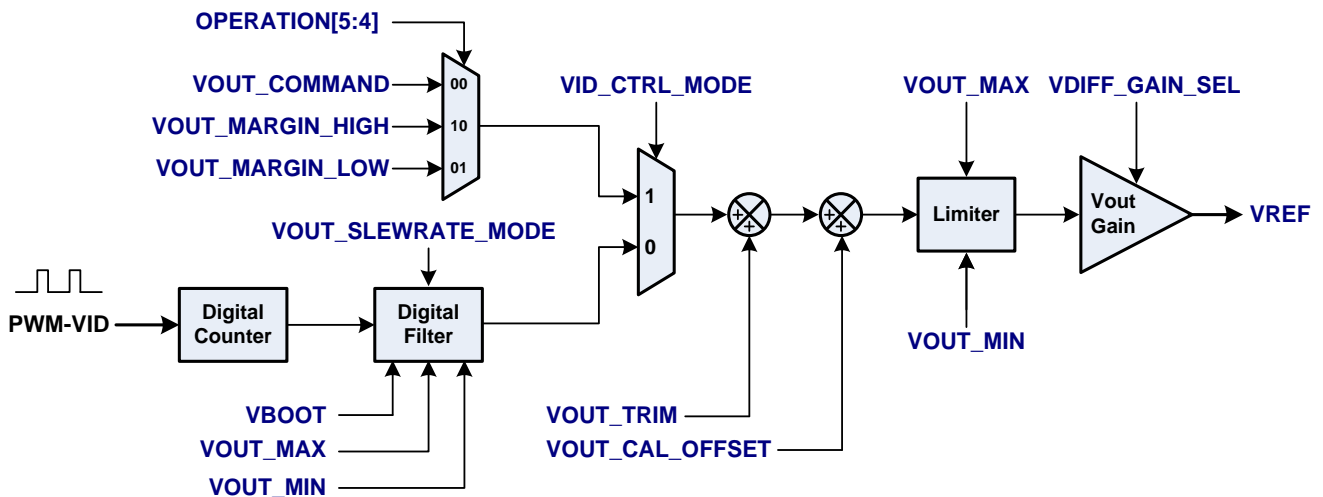 OPERATION[5:4]
VOUT_COMMAND
00
VID_CTRL_MODE
VOUT_MAX
VDIFF_GAIN_SEL
VOUT_MARGIN_HIGH
10
VOUT_MARGIN_LOW
01
1
0
+
+
+
+
Limiter
Vout
Gain
VREF
VOUT_SLEWRATE_MODE
PWM-VID
Digital
Counter
Digital
Filter
VOUT_MIN
VBOOT
VOUT_MAX
VOUT_MIN
VOUT_TRIM
VOUT_CAL_OFFSET